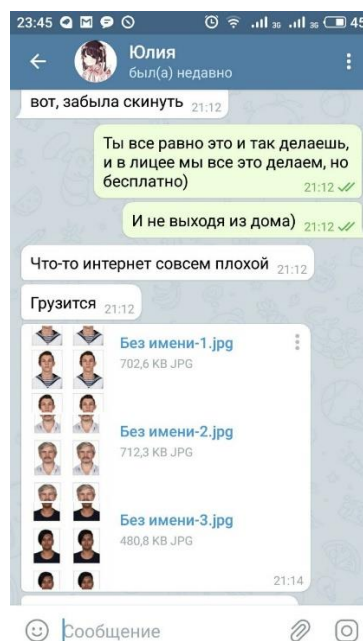 23:45
3G
3G
45
Юлия
был(а) недавно
вот, забыла скинуть 21:12
Ты все равно это и так делаешь,
и в лицее мы все это делаем, но
бесплатно)
21:12
И не выходя из дома) 21:12
Что-то интернет совсем плохой 21:12
Грузится 21:12
Без имени-1.jpg
702,6 KB JPG
Без имени-2.jpg
712,3 KB JPG
Без имени-3.jpg
480,8 KB JPG
21:14
Сообщение